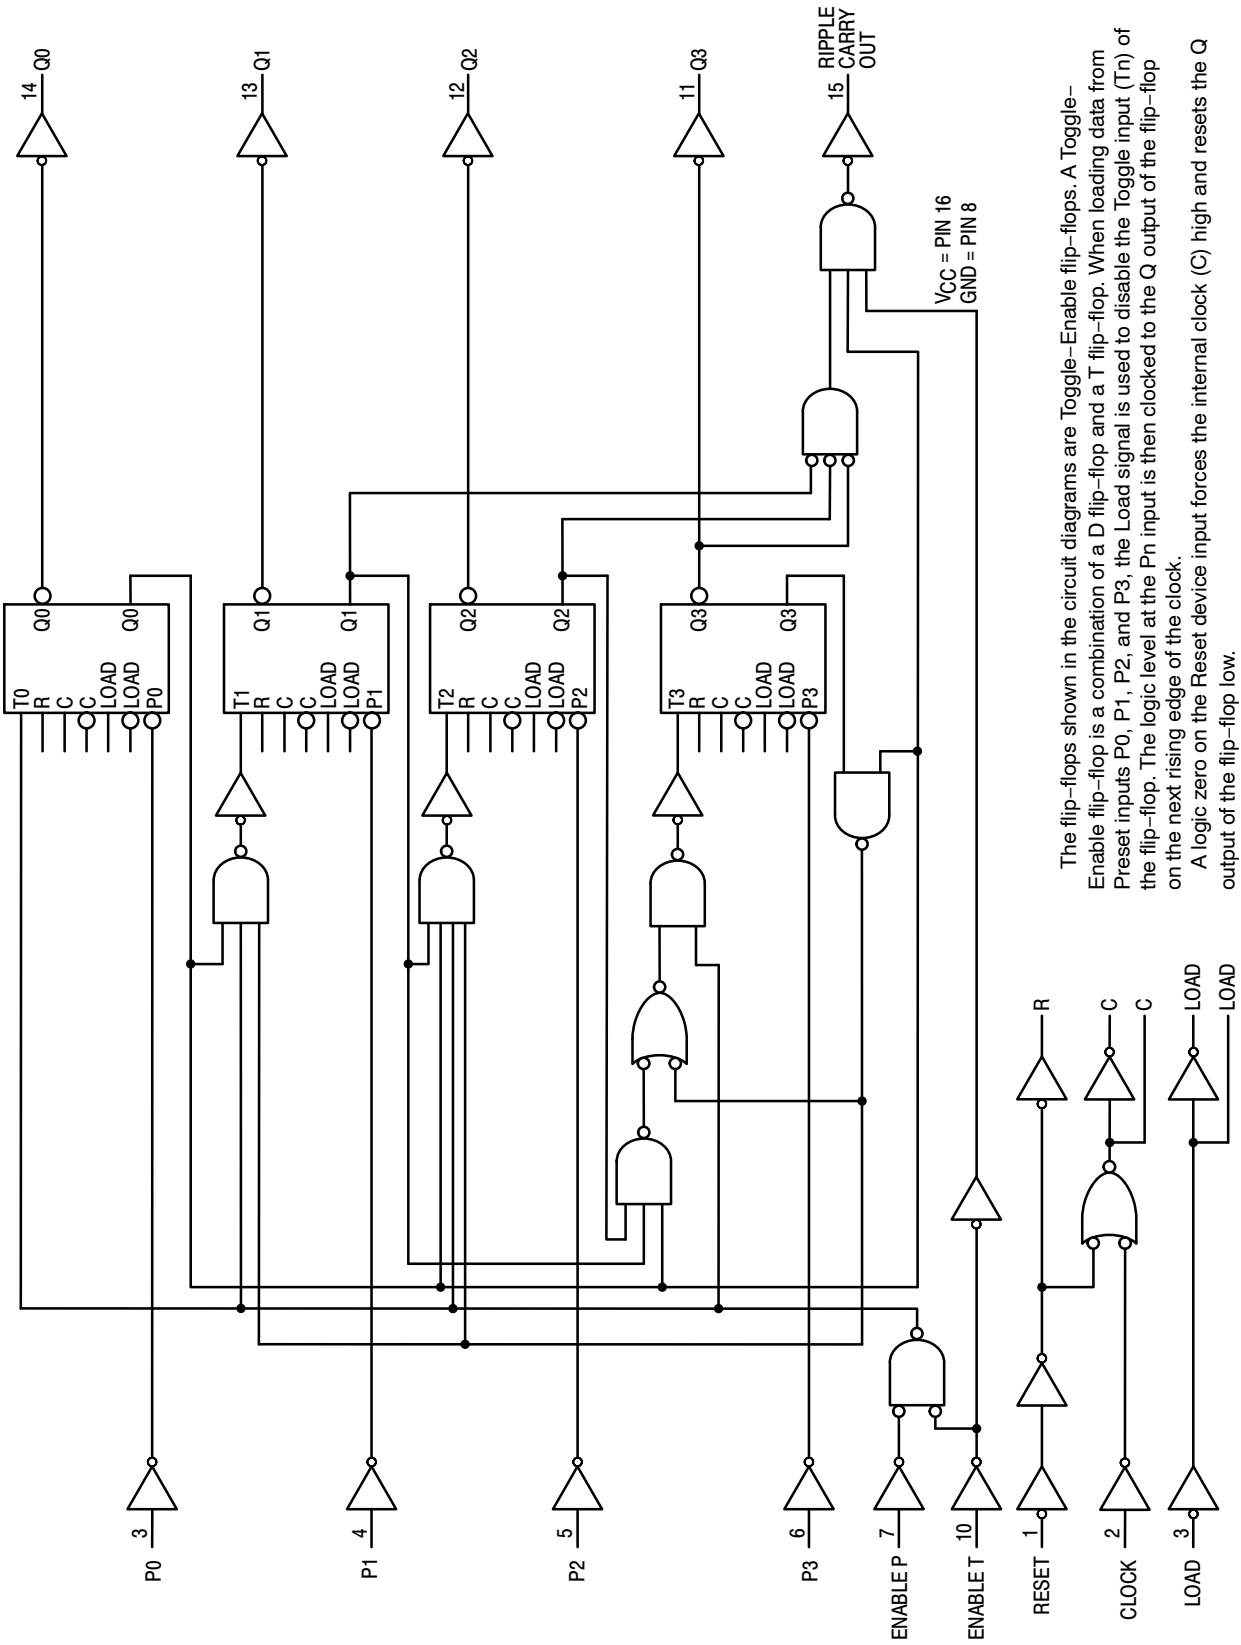 P0
3
P1
4
P2
5
P3
6
ENABLE P
7
ENABLE T
10
RESET
1
CLOCK
2
LOAD
3
R
C
C
LOAD
LOAD
T0
R
C
C
LOAD
LOAD
P0
Q0
Q0
14
Q0
T1
R
C
C
LOAD
LOAD
P1
Q1
Q1
13
Q1
T2
R
C
C
LOAD
LOAD
P2
Q2
Q2
12
Q2
T3
R
C
C
LOAD
LOAD
P3
Q3
Q3
11
Q3
15
RIPPLE
CARRY
OUT
VCC = PIN 16
GND = PIN 8
The flip−flops shown in the circuit diagrams are Toggle−Enable flip−flops. A Toggle−
Enable flip−flop is a combination of a D flip−flop and a T flip−flop. When loading data from
Preset inputs P0, P1, P2, and P3, the Load signal is used to disable the Toggle input (Tn) of
the flip−flop. The logic level at the Pn input is then clocked to the Q output of the flip−flop
on the next rising edge of the clock.
A logic zero on the Reset device input forces the internal clock (C) high and resets the Q
output of the flip−flop low.